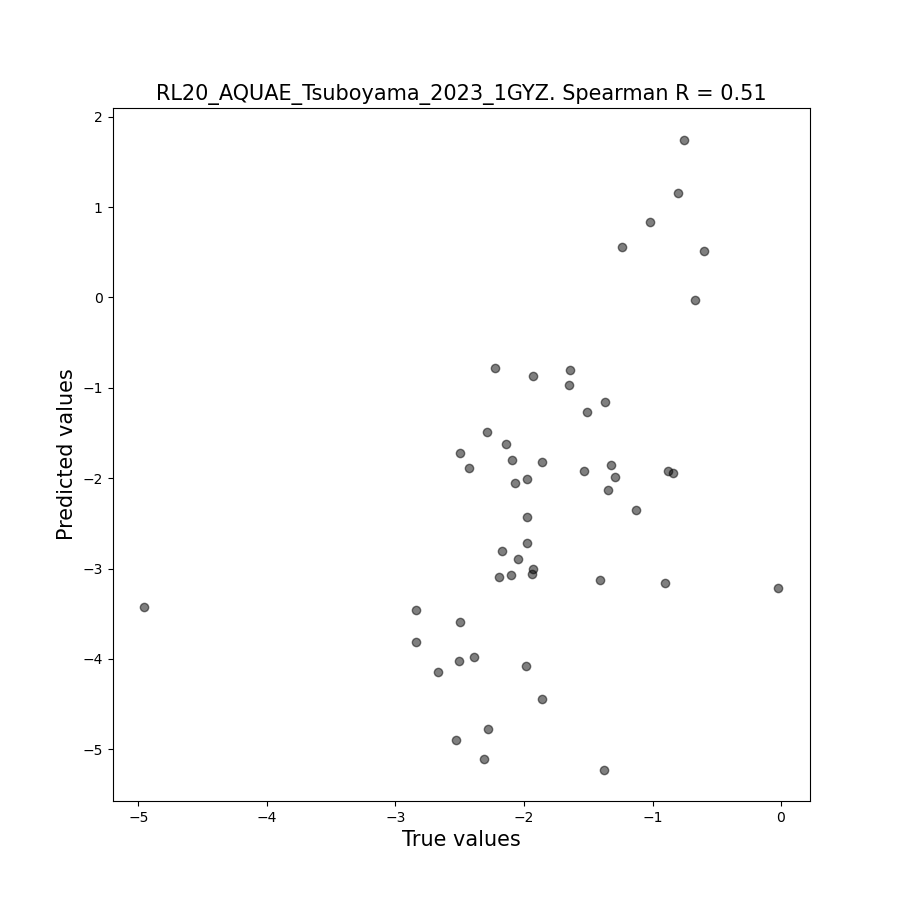 RL20_AQUAE_Tsuboyama_2023_1GYZ. Spearman R = 0.51
2
1
0
−1
−2
−3
−4
−5
Predicted values
−5 −4 −3 −2 −1 0
True values